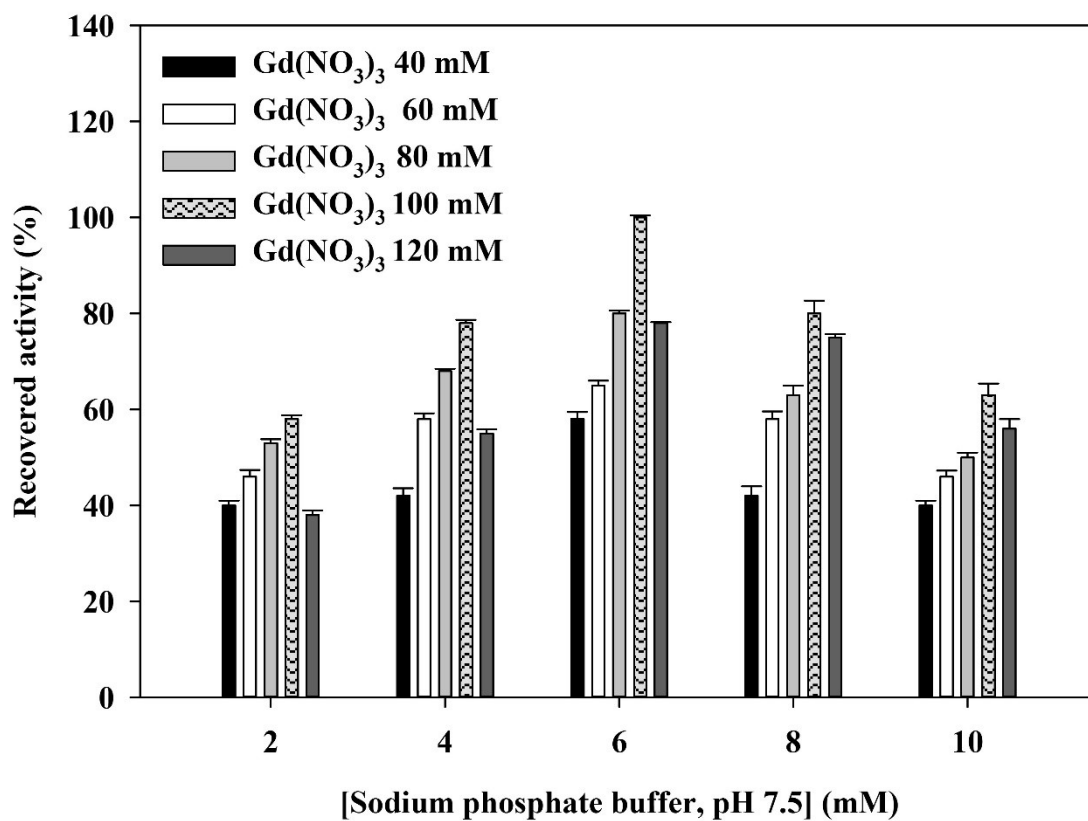 140
120
100
80
60
40
20
0
Recovered activity (%)
Gd(NO₃)₃ 40 mM
Gd(NO₃)₃ 60 mM
Gd(NO₃)₃ 80 mM
Gd(NO₃)₃ 100 mM
Gd(NO₃)₃ 120 mM
2 4 6 8 10
[Sodium phosphate buffer, pH 7.5] (mM)